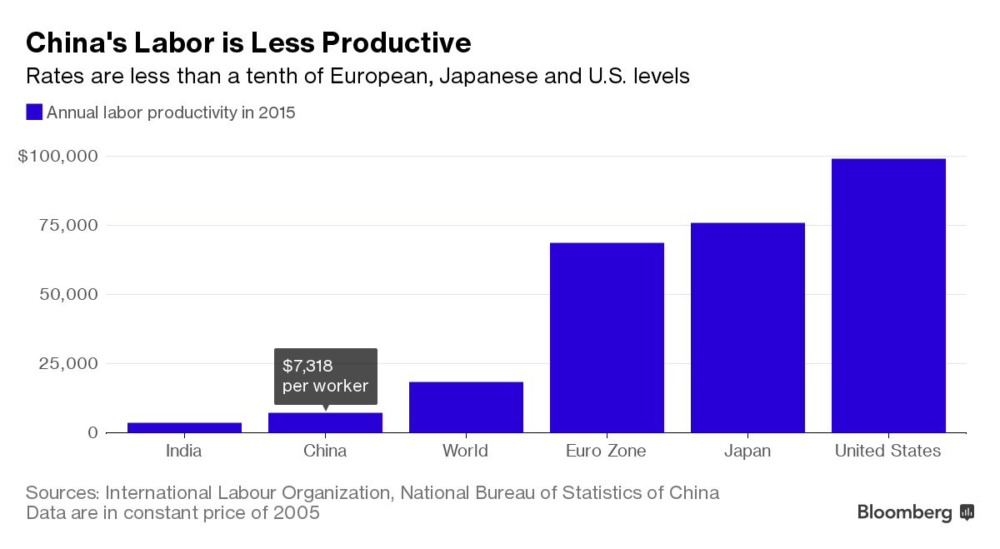 China's Labor is Less Productive
Rates are less than a tenth of European, Japanese and U.S. levels
Annual labor productivity in 2015
$100,000
75,000
50,000
25,000
0
$7,318
per worker
India
China
World
Euro Zone
Japan
United States
Sources: International Labour Organization, National Bureau of Statistics of China
Data are in constant price of 2005
Bloomberg